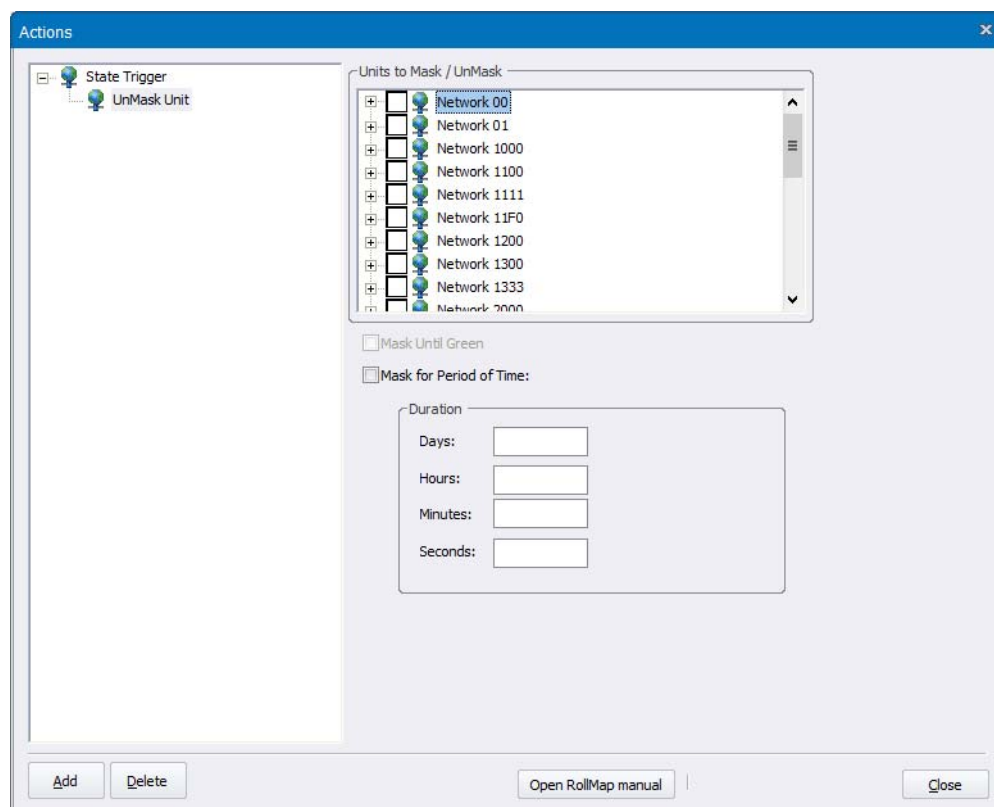 Actions
State Trigger
UnMask Unit
Units to Mask / UnMask
Network 00
Network 01
Network 1000
Network 1100
Network 1111
Network 11F0
Network 1200
Network 1300
Network 1333
Network 2000
Mask Until Green
Mask for Period of Time:
Duration
Days:
Hours:
Minutes:
Seconds:
Add
Delete
Open RollMap manual
Close